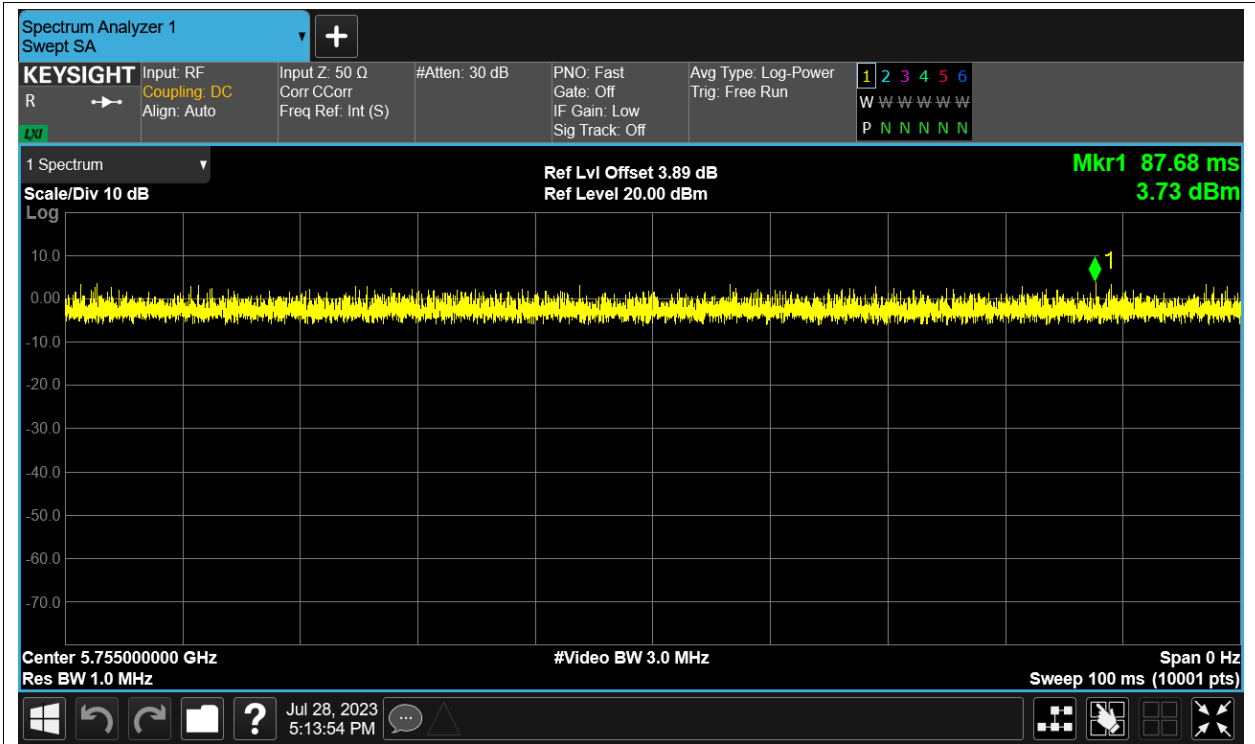 Spectrum Analyzer 1
Swept SA
KEYSIGHT
R
LXI
Input: RF
Coupling: DC
Align: Auto
Input Z: 50 Ω
Corr CCorr
Freq Ref: Int (S)
#Atten: 30 dB
PNO: Fast
Gate: Off
IF Gain: Low
Sig Track: Off
Avg Type: Log-Power
Trig: Free Run
1 2 3 4 5 6
W W W W W W
P N N N N N
1 Spectrum
Scale/Div 10 dB
Log
Ref Lvl Offset 3.89 dB
Ref Level 20.00 dBm
Mkr1 87.68 ms
3.73 dBm
10.0
1
0.00
-10.0
-20.0
-30.0
-40.0
-50.0
-60.0
-70.0
Center 5.755000000 GHz
#Video BW 3.0 MHz
Span 0 Hz
Res BW 1.0 MHz
Sweep 100 ms (10001 pts)
?
Jul 28, 2023
5:13:54 PM